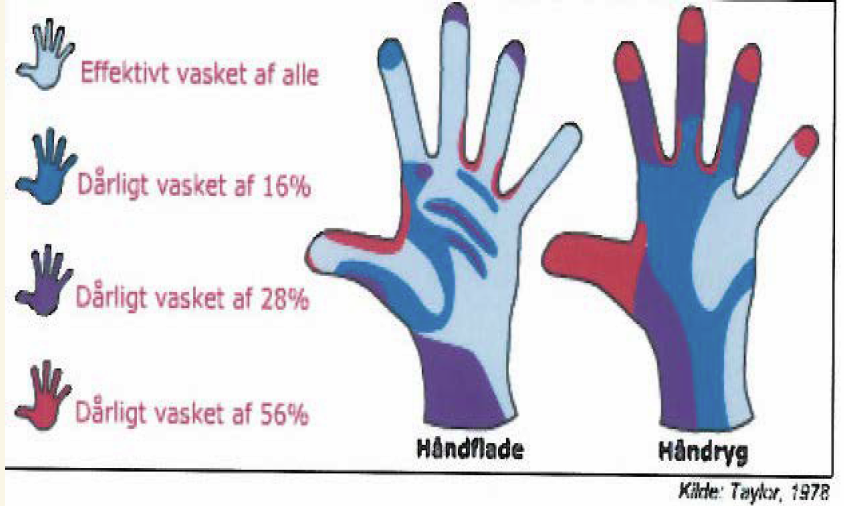 Effektivt vasket af alle
Dårligt vasket af 16%
Dårligt vasket af 28%
Dårligt vasket af 56%
Håndflade
Håndryg
Kilde: Taylor, 1978